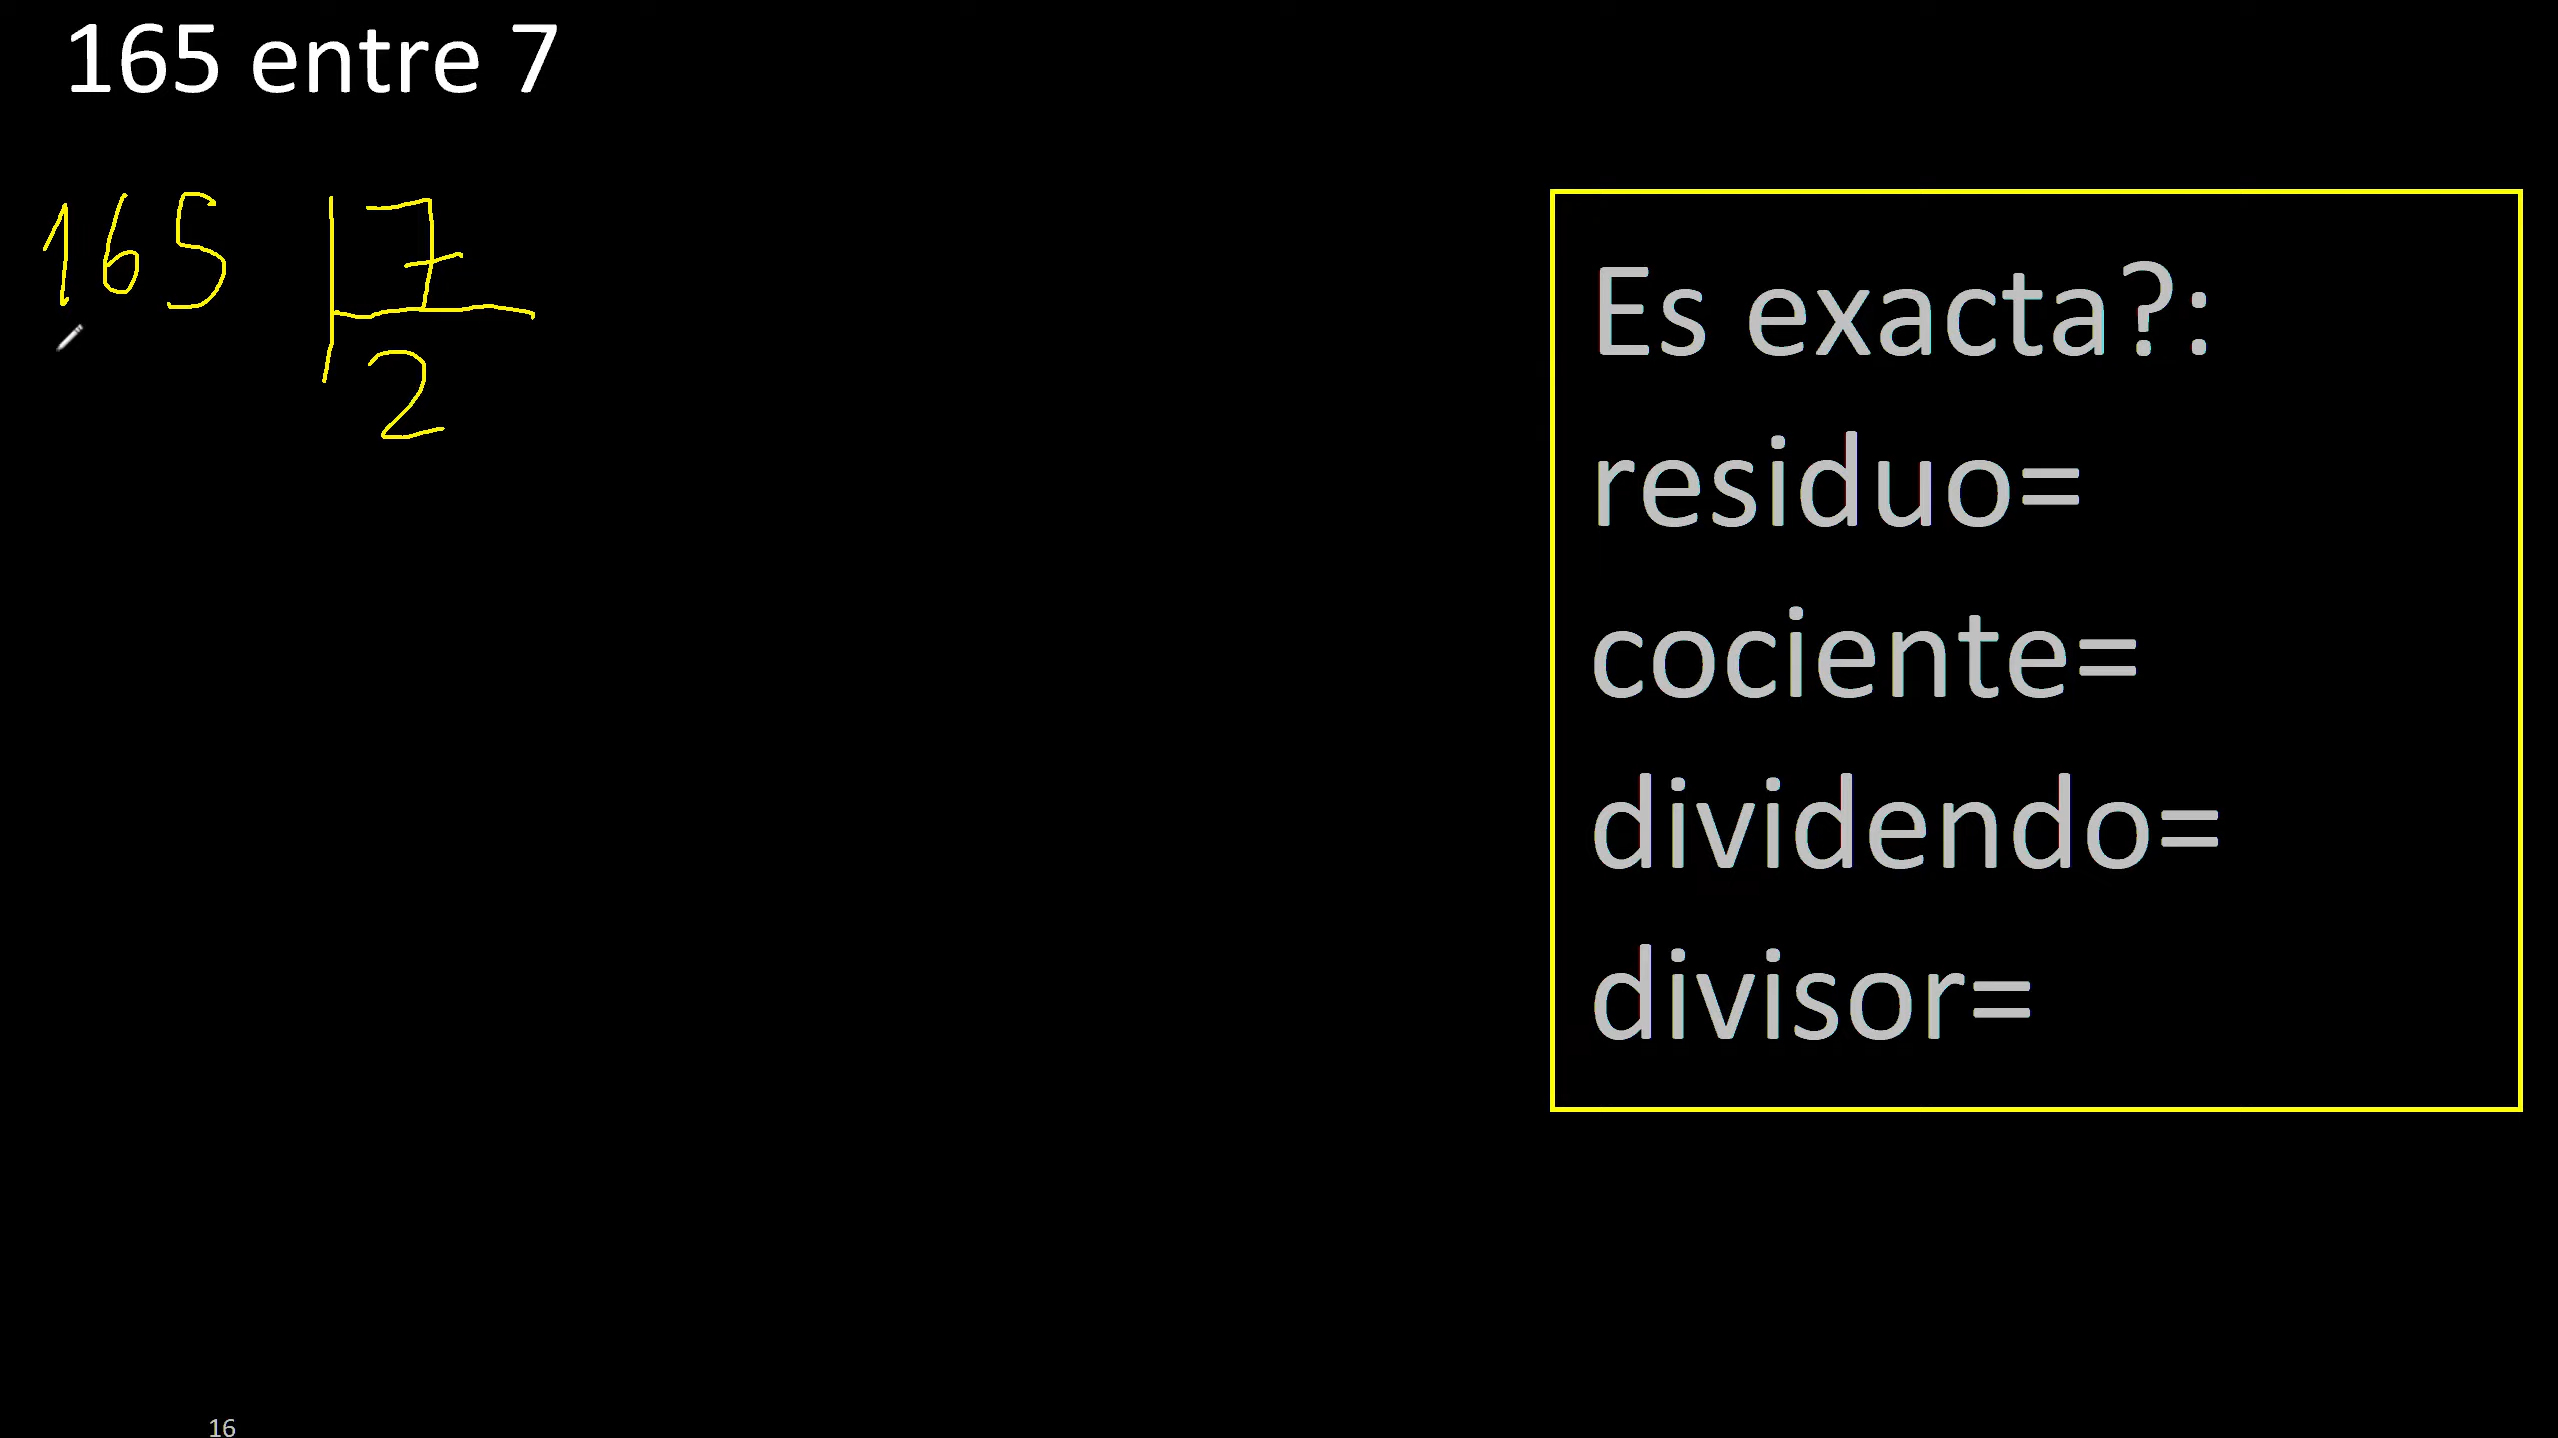 165 entre 7
165 7
2
Es exacta?:
residuo=
cociente=
dividendo=
divisor=
16